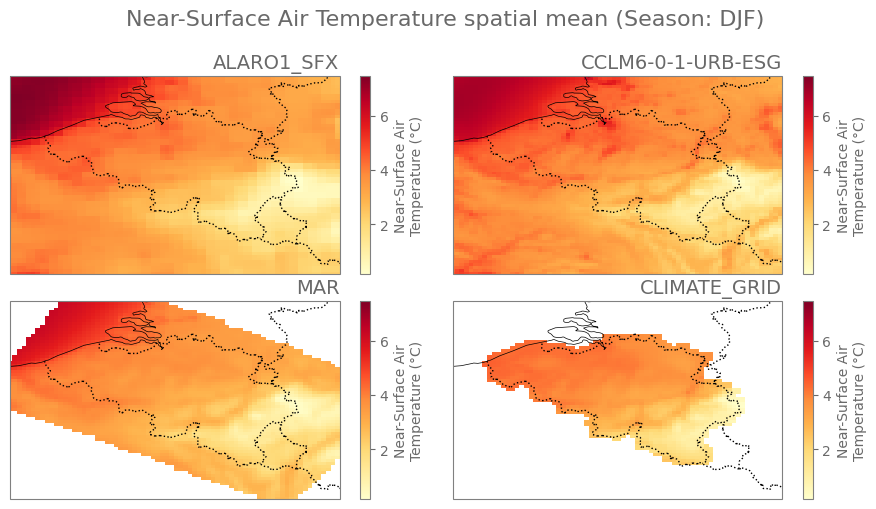 Near-Surface Air Temperature spatial mean (Season: DJF)
ALARO1_SFX
6
4
2
Near-Surface Air
Temperature (°C)
CCLM6-0-1-URB-ESG
6
4
2
Near-Surface Air
Temperature (°C)
MAR
6
4
2
Near-Surface Air
Temperature (°C)
CLIMATE_GRID
6
4
2
Near-Surface Air
Temperature (°C)